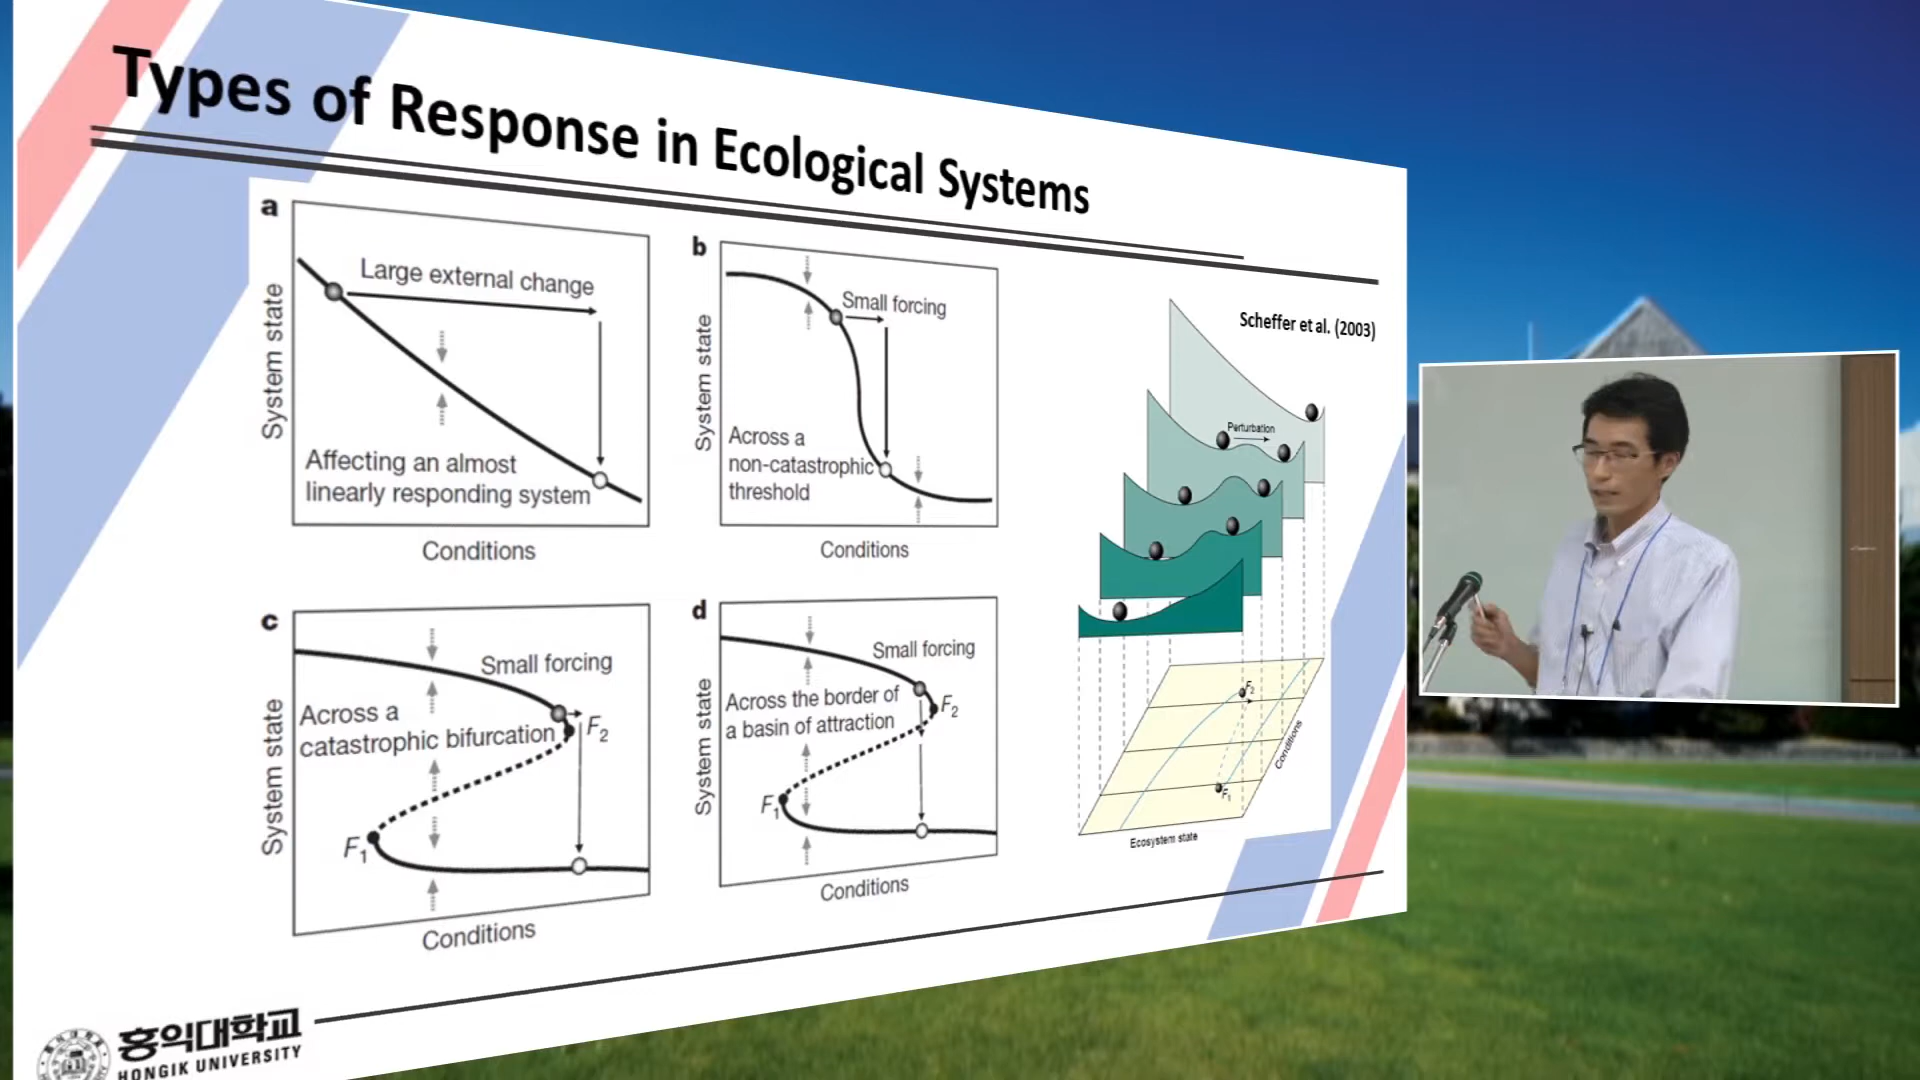 Types of Response in Ecological Systems
a
Large external change
System state
Affecting an almost
linearly responding system
Conditions
b
Small forcing
System state
Across a
non-catastrophic
threshold
Conditions
Scheffer et al. (2003)
Perturbation
F2
F1
Conditions
Ecosystem state
c
Small forcing
System state
Across a
catastrophic bifurcation
F2
F1
Conditions
d
Small forcing
System state
Across the border of
a basin of attraction
F2
F1
Conditions
홍익대학교
HONGIK UNIVERSITY